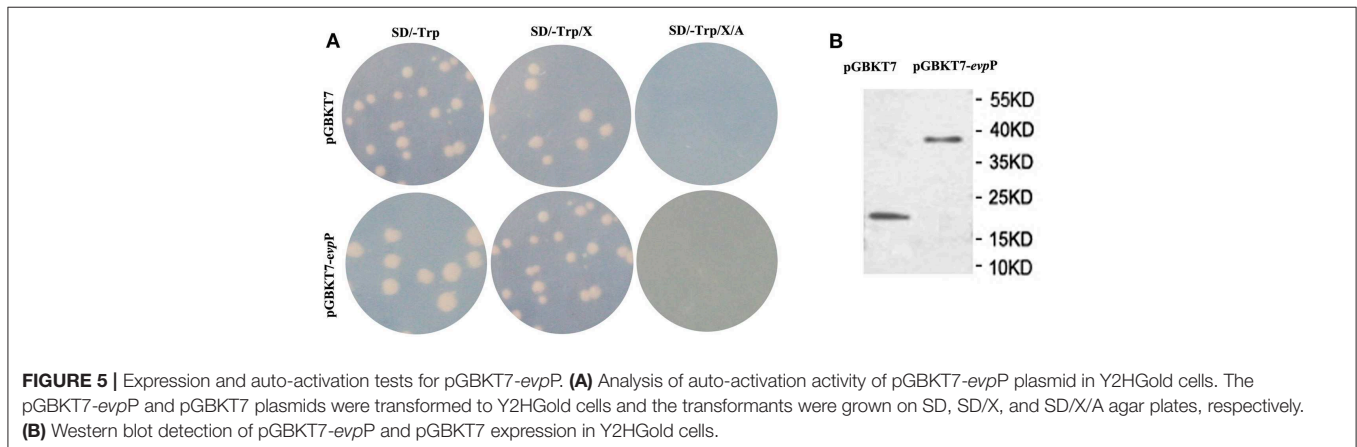 A
SD/-Trp
SD/-Trp/X
SD/-Trp/X/A
pGBKT7
pGBKT7-evpP
B
pGBKT7
pGBKT7-evpP
- 55KD
- 40KD
- 35KD
- 25KD
- 15KD
- 10KD
FIGURE 5 | Expression and auto-activation tests for pGBKT7-evpP. (A) Analysis of auto-activation activity of pGBKT7-evpP plasmid in Y2HGold cells. The
pGBKT7-evpP and pGBKT7 plasmids were transformed to Y2HGold cells and the transformants were grown on SD, SD/X, and SD/X/A agar plates, respectively.
(B) Western blot detection of pGBKT7-evpP and pGBKT7 expression in Y2HGold cells.